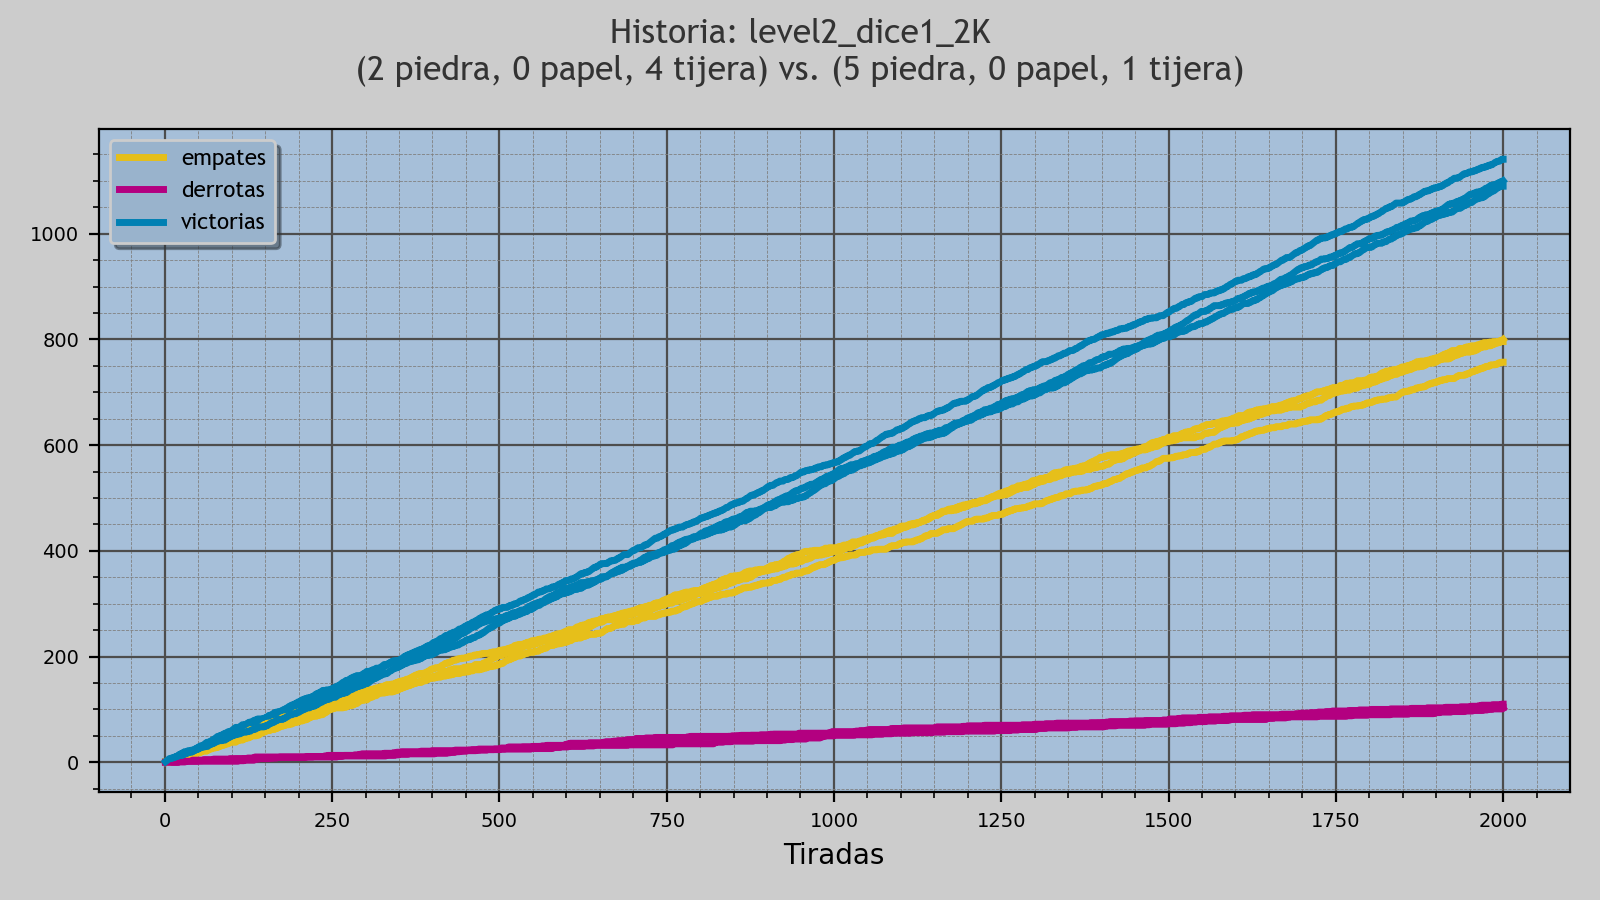 Historia: level2_dice1_2K
(2 piedra, 0 papel, 4 tijera) vs. (5 piedra, 0 papel, 1 tijera)
empates
derrotas
victorias
1000
800
600
400
200
0
0 250 500 750 1000 1250 1500 1750 2000
Tiradas